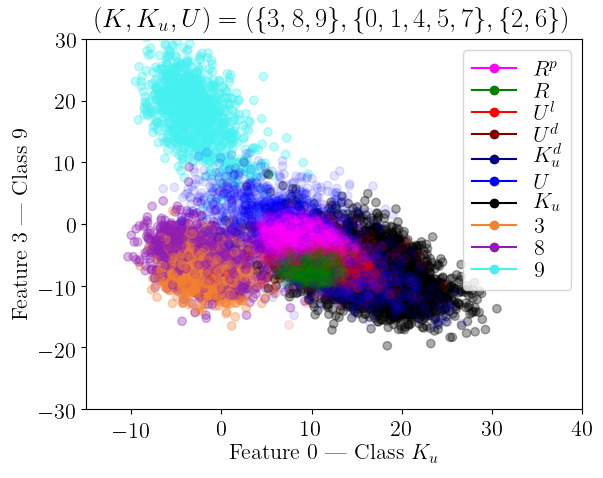 (K, K_u, U) = ({3, 8, 9}, {0, 1, 4, 5, 7}, {2, 6})
30
20
10
0
−10
−20
−30
Feature 3 — Class 9
R^p
R
U^l
U^d
K_u^d
U
K_u
3
8
9
−10
0
10
20
30
40
Feature 0 — Class K_u